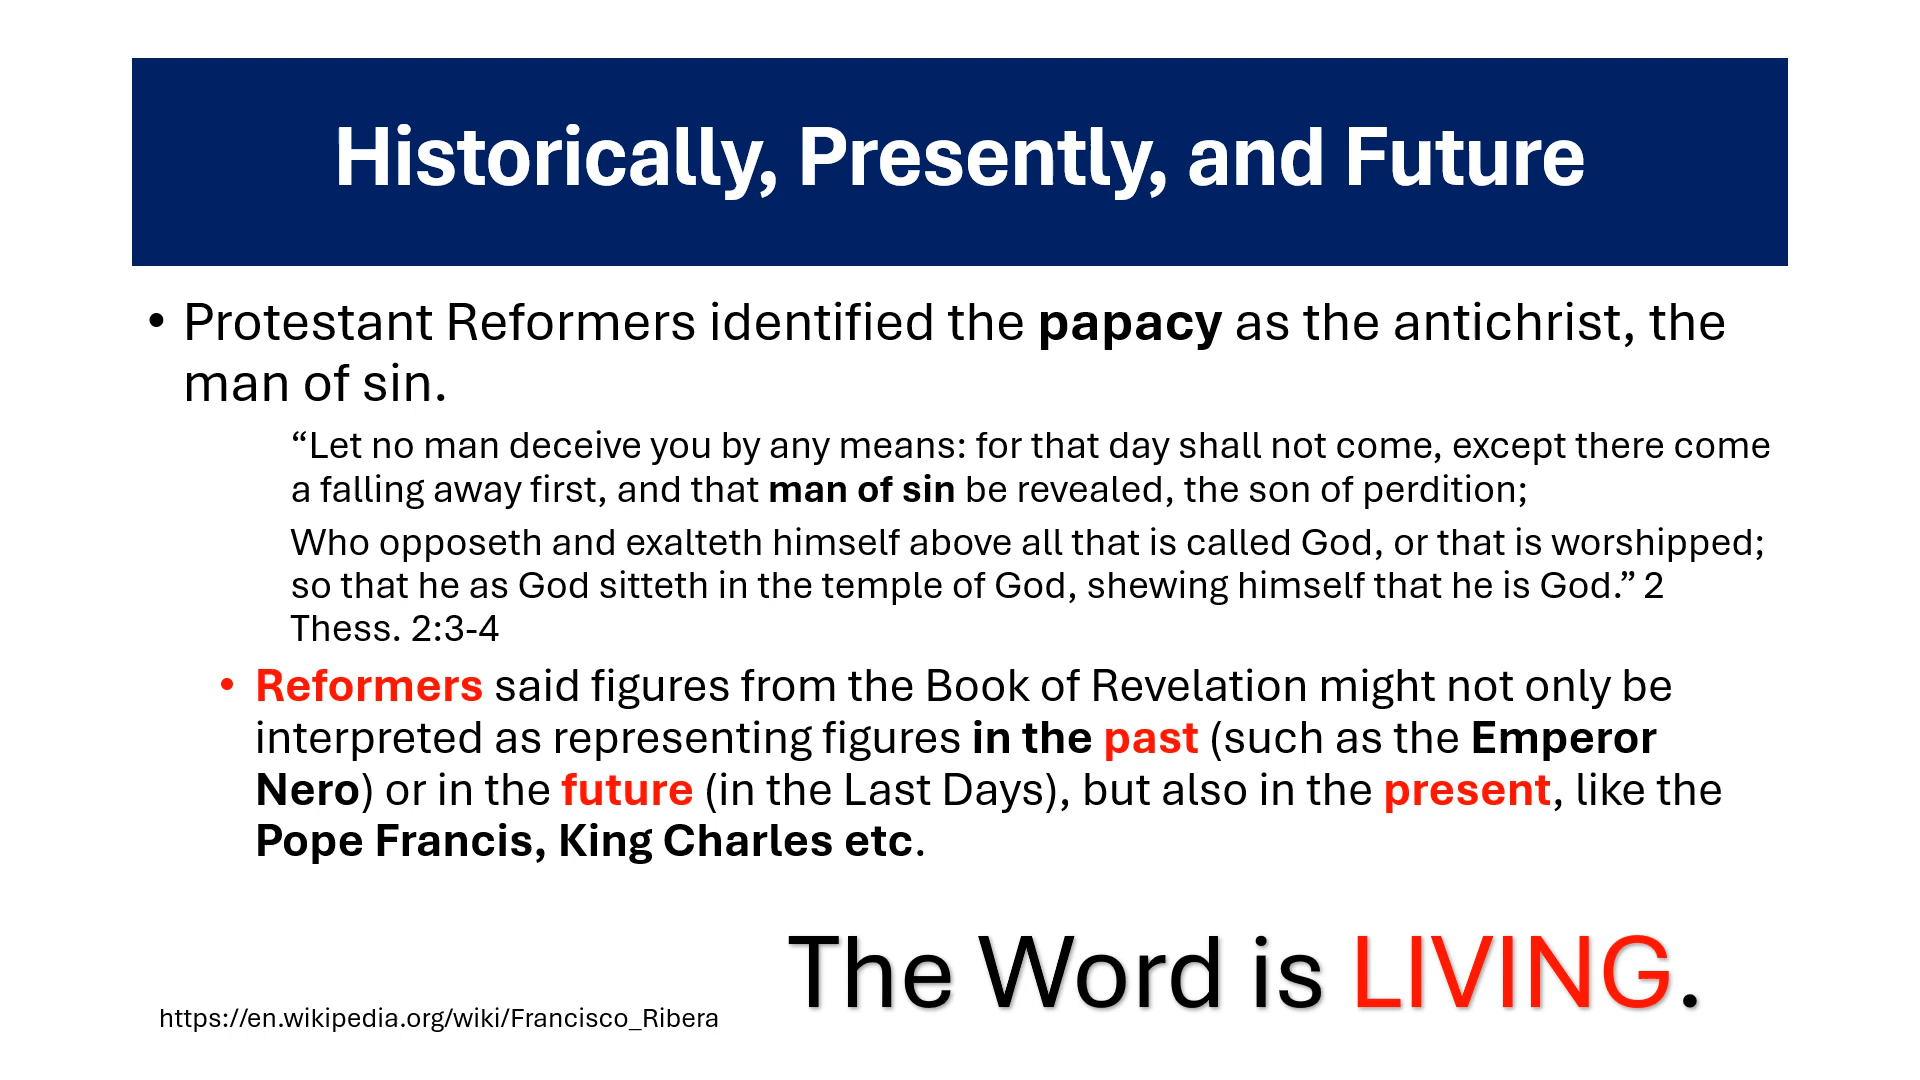 Historically, Presently, and Future
• Protestant Reformers identified the papacy as the antichrist, the
man of sin.
“Let no man deceive you by any means: for that day shall not come, except there come
a falling away first, and that man of sin be revealed, the son of perdition;
Who opposeth and exalteth himself above all that is called God, or that is worshipped;
so that he as God sitteth in the temple of God, shewing himself that he is God.” 2
Thess. 2:3-4
• Reformers said figures from the Book of Revelation might not only be
interpreted as representing figures in the past (such as the Emperor
Nero) or in the future (in the Last Days), but also in the present, like the
Pope Francis, King Charles etc.
The Word is LIVING.
https://en.wikipedia.org/wiki/Francisco_Ribera